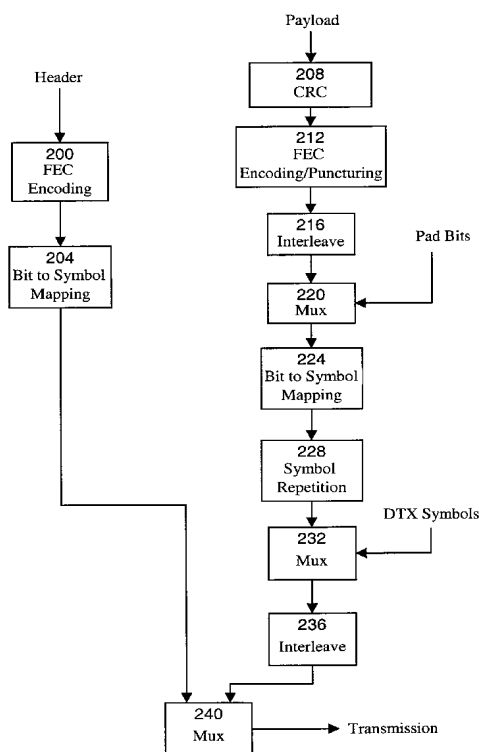 Payload
Header
208
CRC
200
FEC
Encoding
212
FEC
Encoding/Puncturing
216
Interleave
Pad Bits
204
Bit to Symbol
Mapping
220
Mux
224
Bit to Symbol
Mapping
228
Symbol
Repetition
DTX Symbols
232
Mux
236
Interleave
240
Mux
Transmission